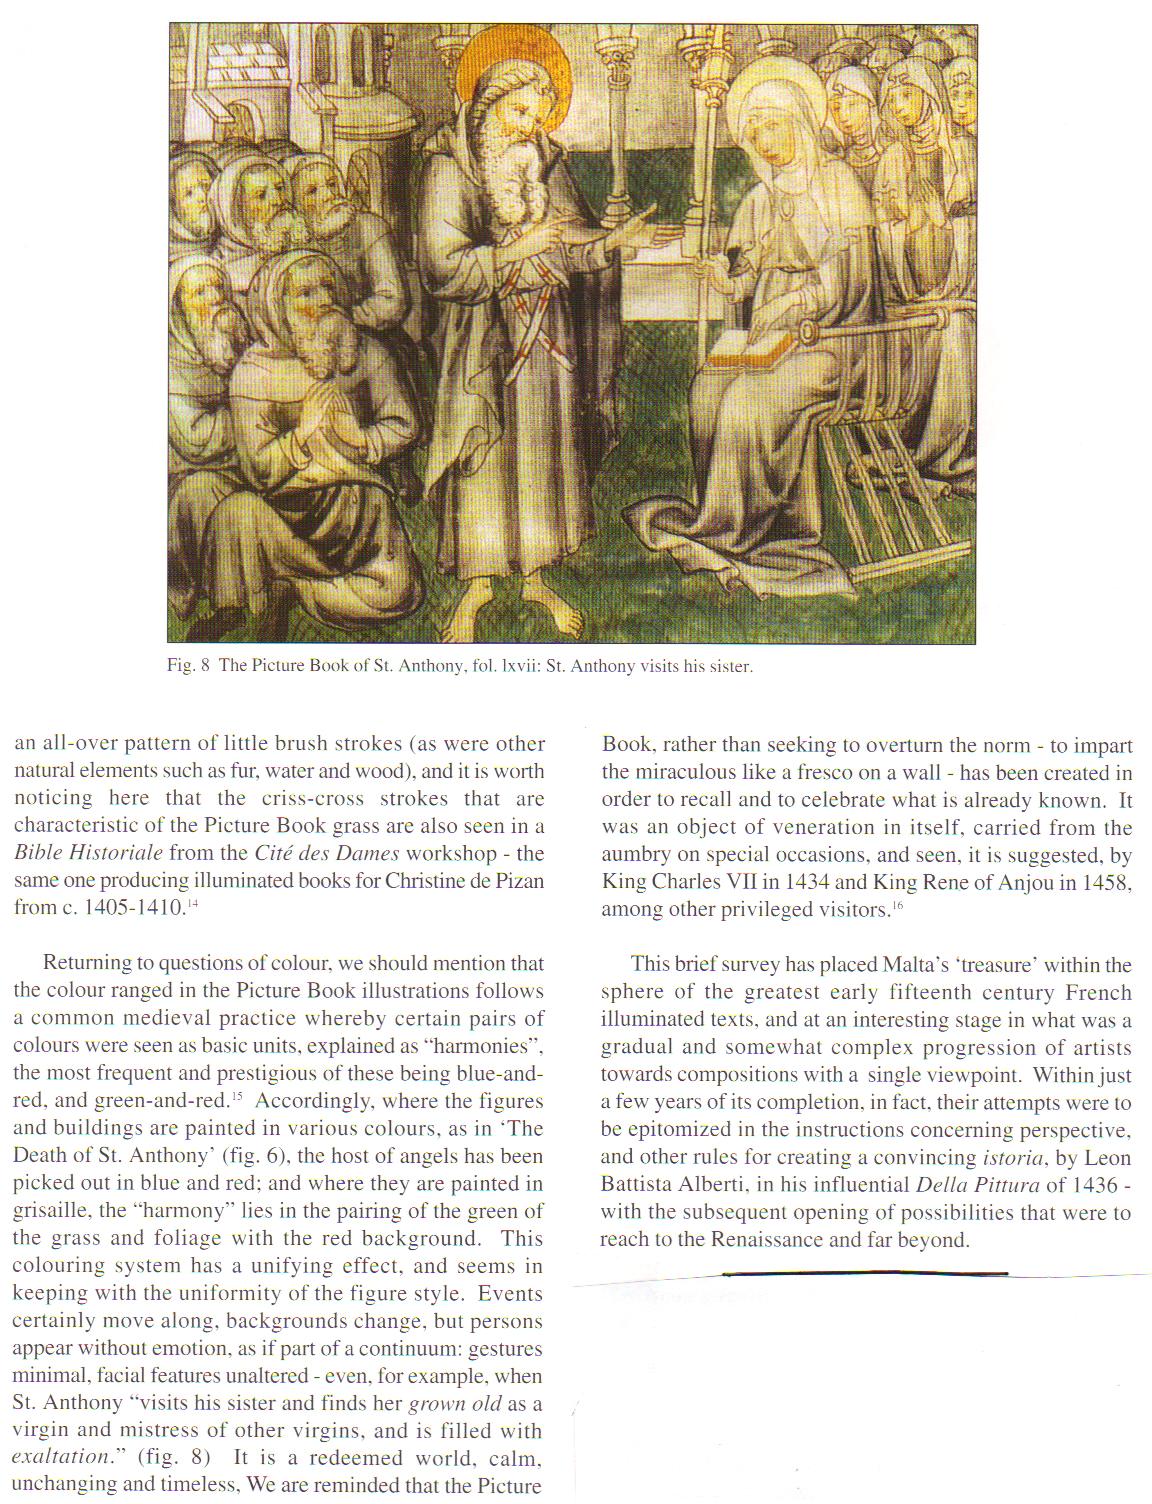 Fig. 8 The Picture Book of St. Anthony, fol. lxvii: St. Anthony visits his sister.
an all-over pattern of little brush strokes (as were other
natural elements such as fur, water and wood), and it is worth
noticing here that the criss-cross strokes that are
characteristic of the Picture Book grass are also seen in a
Bible Historiale from the Cité des Dames workshop - the
same one producing illuminated books for Christine de Pizan
from c. 1405-1410.14
Returning to questions of colour, we should mention that
the colour ranged in the Picture Book illustrations follows
a common medieval practice whereby certain pairs of
colours were seen as basic units, explained as “harmonies”,
the most frequent and prestigious of these being blue-and-
red, and green-and-red.15 Accordingly, where the figures
and buildings are painted in various colours, as in ‘The
Death of St. Anthony’ (fig. 6), the host of angels has been
picked out in blue and red; and where they are painted in
grisaille, the “harmony” lies in the pairing of the green of
the grass and foliage with the red background. This
colouring system has a unifying effect, and seems in
keeping with the uniformity of the figure style. Events
certainly move along, backgrounds change, but persons
appear without emotion, as if part of a continuum: gestures
minimal, facial features unaltered - even, for example, when
St. Anthony “visits his sister and finds her grown old as a
virgin and mistress of other virgins, and is filled with
exaltation.” (fig. 8) It is a redeemed world, calm,
unchanging and timeless, We are reminded that the Picture
Book, rather than seeking to overturn the norm - to impart
the miraculous like a fresco on a wall - has been created in
order to recall and to celebrate what is already known. It
was an object of veneration in itself, carried from the
aumbry on special occasions, and seen, it is suggested, by
King Charles VII in 1434 and King Rene of Anjou in 1458,
among other privileged visitors.16
This brief survey has placed Malta’s ‘treasure’ within the
sphere of the greatest early fifteenth century French
illuminated texts, and at an interesting stage in what was a
gradual and somewhat complex progression of artists
towards compositions with a single viewpoint. Within just
a few years of its completion, in fact, their attempts were to
be epitomized in the instructions concerning perspective,
and other rules for creating a convincing istoria, by Leon
Battista Alberti, in his influential Della Pittura of 1436 -
with the subsequent opening of possibilities that were to
reach to the Renaissance and far beyond.